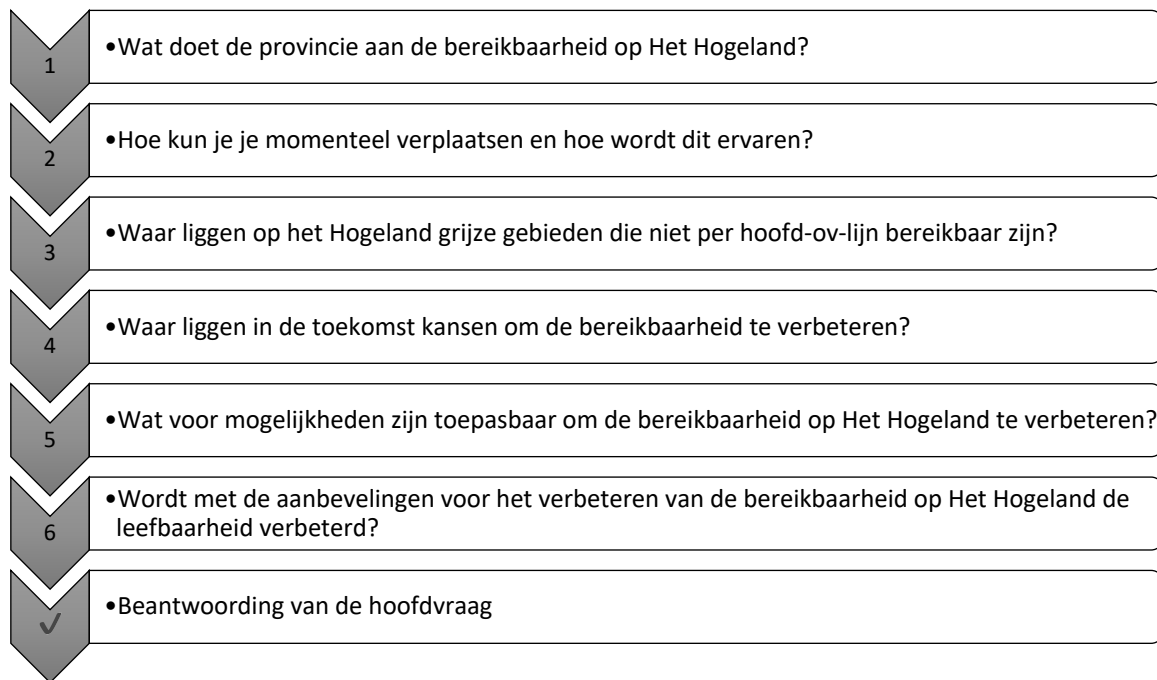 1
•Wat doet de provincie aan de bereikbaarheid op Het Hogeland?
2
•Hoe kun je je momenteel verplaatsen en hoe wordt dit ervaren?
3
•Waar liggen op het Hogeland grijze gebieden die niet per hoofd-ov-lijn bereikbaar zijn?
4
•Waar liggen in de toekomst kansen om de bereikbaarheid te verbeteren?
5
•Wat voor mogelijkheden zijn toepasbaar om de bereikbaarheid op Het Hogeland te verbeteren?
6
•Wordt met de aanbevelingen voor het verbeteren van de bereikbaarheid op Het Hogeland de
leefbaarheid verbeterd?
✓
•Beantwoording van de hoofdvraag